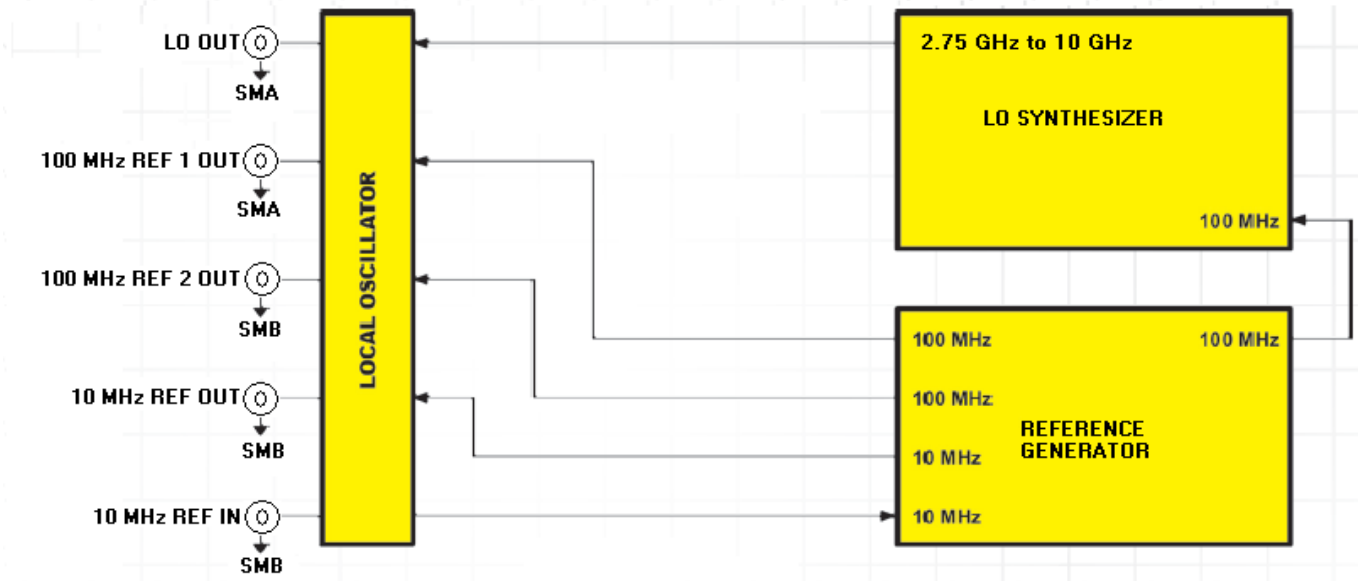 LO OUT
SMA
100 MHz REF 1 OUT
SMA
100 MHz REF 2 OUT
SMB
10 MHz REF OUT
SMB
10 MHz REF IN
SMB
LOCAL OSCILLATOR
2.75 GHz to 10 GHz
LO SYNTHESIZER
100 MHz
100 MHz
100 MHz
100 MHz
REFERENCE
GENERATOR
10 MHz
10 MHz